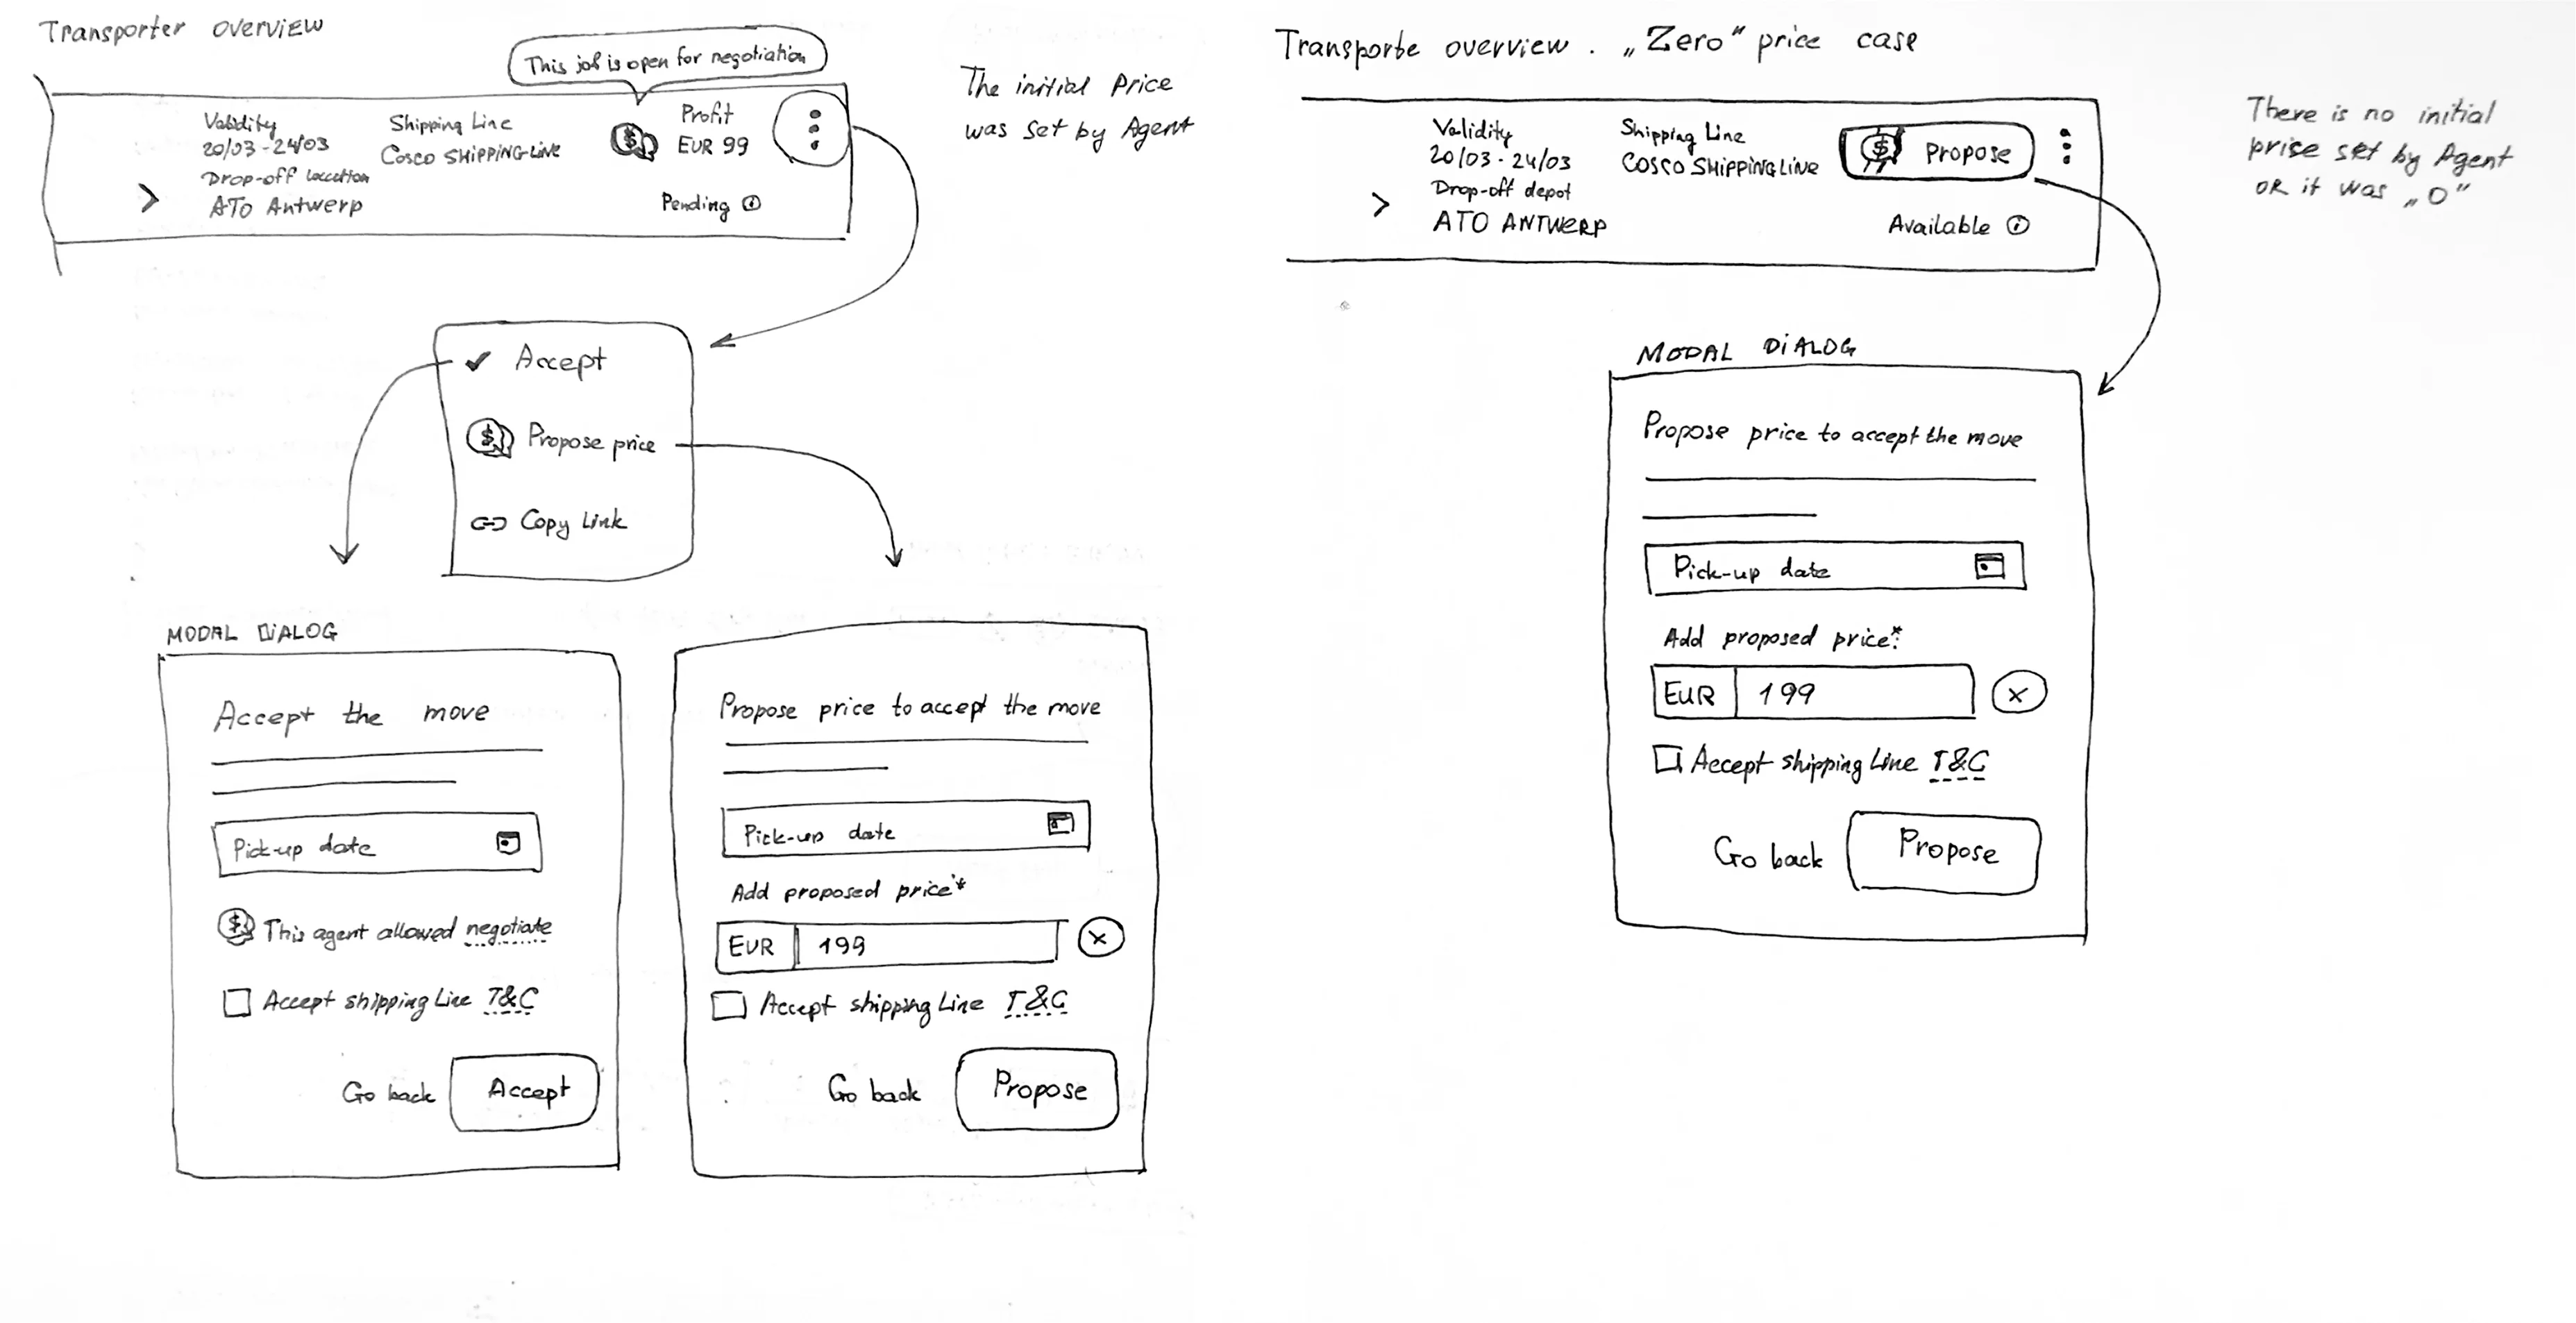 Transporter overview
This job is open for negotiation
Validity
20/03-24/03
Drop-off location
ATO Antwerp
Shipping Line
COSCO SHIPPING LINE
Profit
EUR 99
Pending
The initial Price
was set by Agent
Accept
Propose price
Copy Link
MODAL DIALOG
Accept the move
Pick-up date
This agent allowed negotiate
Accept shipping Line T&C
Go back
Accept
Propose price to accept the move
Pick-up date
Add proposed price*
EUR 199
Accept shipping Line T&C
Go back
Propose
Transporte overview. „Zero" price case
Validity
20/03-24/03
Drop-off depot
ATO ANTWERP
Shipping Line
COSCO SHIPPING LINE
Propose
Available
There is no initial
prise set by Agent
OR it was „0"
MODAL DIALOG
Propose price to accept the move
Pick-up date
Add proposed price*:
EUR 199
Accept shipping Line T&C
Go back
Propose